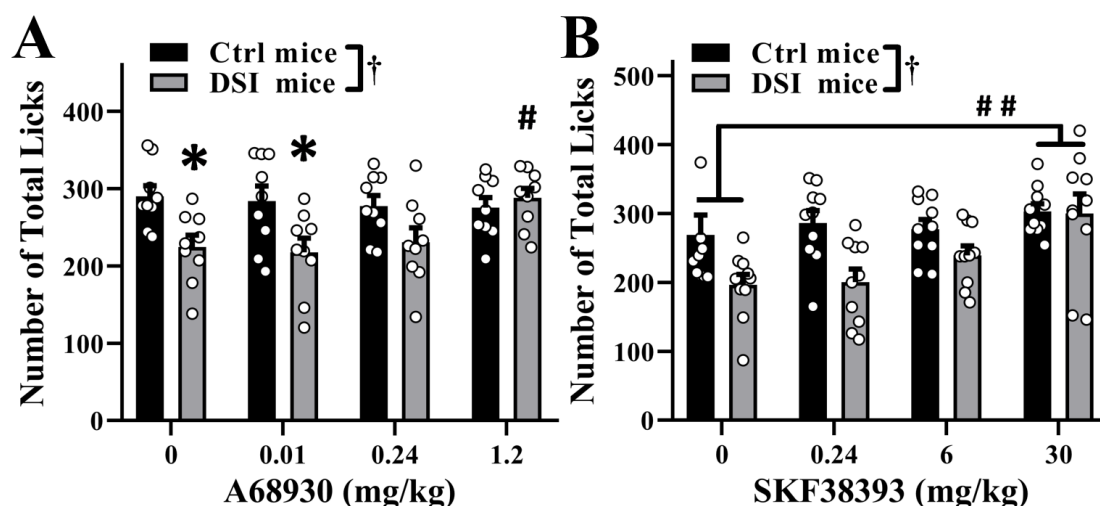 A
Ctrl mice
DSI mice
†
Number of Total Licks
400
300
200
100
0
*
*
#
0
0.01
0.24
1.2
A68930 (mg/kg)
B
Ctrl mice
DSI mice
†
Number of Total Licks
500
400
300
200
100
0
# #
0
0.24
6
30
SKF38393 (mg/kg)